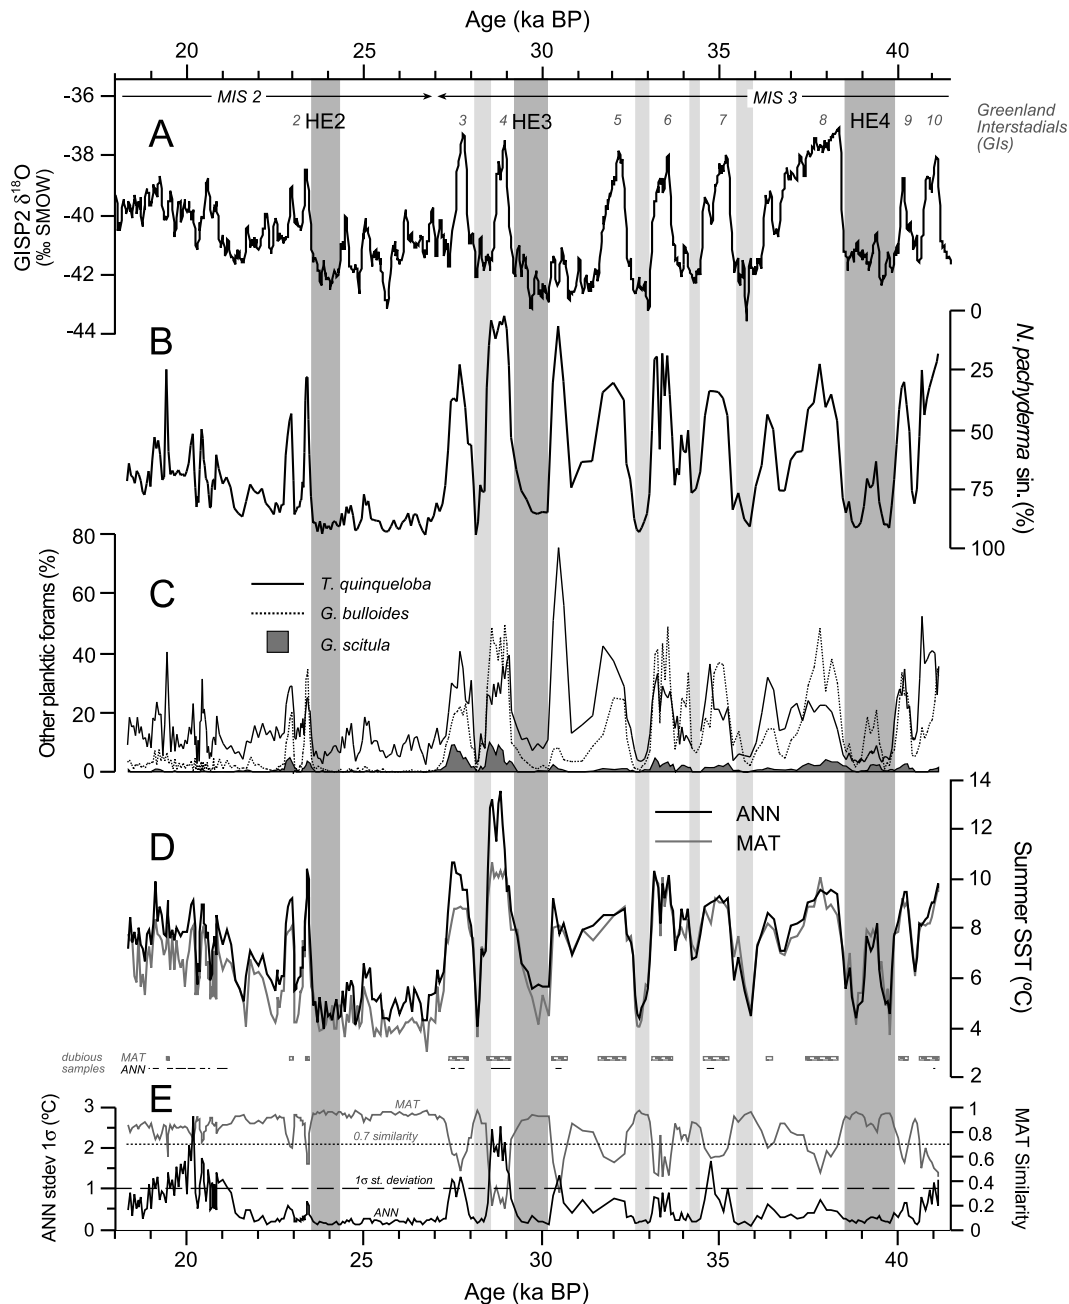 Age (ka BP)
20 25 30 35 40
MIS 2 MIS 3
2 HE2 3 4 HE3 5 6 7 8 HE4 9 10
Greenland
Interstadials
(GIs)
A
GISP2 δ18O
(‰ SMOW)
-36
-38
-40
-42
-44
B
N. pachyderma sin. (%)
0
25
50
75
100
C
Other planktic forams (%)
80
60
40
20
0
T. quinqueloba
G. bulloides
G. scitula
D
ANN
MAT
Summer SST (ºC)
14
12
10
8
6
4
2
dubious MAT
samples ANN
E
ANN stdev 1σ (ºC)
3
2
1
0
MAT
0.7 similarity
1σ st. deviation
ANN
MAT Similarity
1
0.8
0.6
0.4
0.2
0
20 25 30 35 40
Age (ka BP)